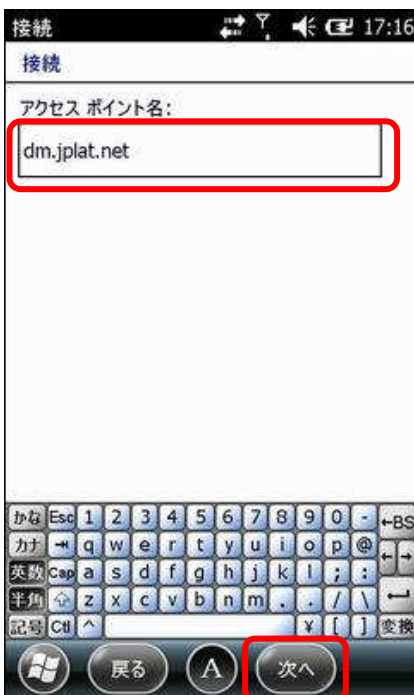 接続 17:16
接続
アクセス ポイント名:
dm.jplat.net
かな Esc 1 2 3 4 5 6 7 8 9 0 - ←BS
カナ q w e r t y u i o p @
英数 Cap a s d f g h j k l ; :
半角 z x c v b n m , . / \
記号 Ctl ^ ¥ [ ] 変換
戻る A 次へ